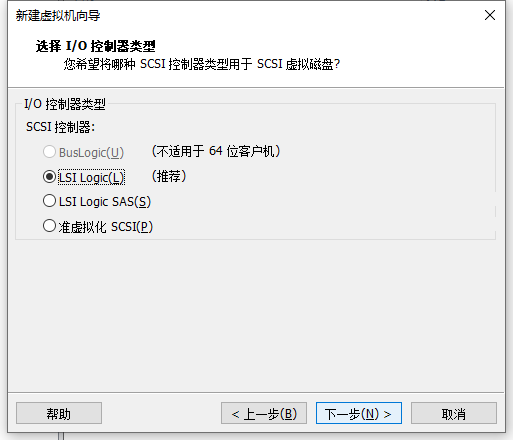 新建虚拟机向导
选择 I/O 控制器类型
您希望将哪种 SCSI 控制器类型用于 SCSI 虚拟磁盘?
I/O 控制器类型
SCSI 控制器:
BusLogic(U) (不适用于 64 位客户机)
LSI Logic(L) (推荐)
LSI Logic SAS(S)
准虚拟化 SCSI(P)
帮助 < 上一步(B) 下一步(N) > 取消